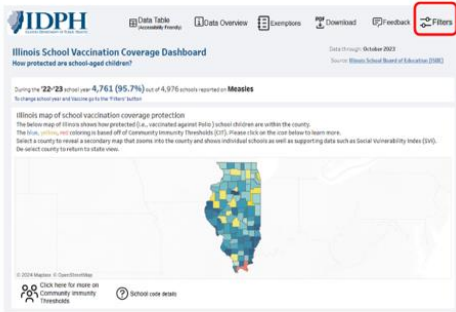 IDPH
Data Table
(Accessibility Friendly)
Data Overview
Exemptions
Download
Feedback
Filters
Illinois School Vaccination Coverage Dashboard
How protected are school-aged children?
Data through October 2022
Source: Illinois School Board of Education (ISBE)
During the '22-'23 school year 4,761 (95.7%) out of 4,976 schools reported on Measles
To change school year and Vaccine go to the 'Filters' button
Illinois map of school vaccination coverage protection
The below map of Illinois shows how protected (i.e., vaccinated against Polio) school children are within the county.
The blue, yellow, red coloring is based off of Community Immunity Thresholds (CIT). Please click on the icon below to learn more.
Select a county to reveal a secondary map that zooms into the county and shows individual schools as well as supporting data such as Social Vulnerability Index (SVI).
De-select county to return to state view.
© 2024 Mapbox © OpenStreetMap
Click here for more on
Community Immunity
Thresholds
School code details